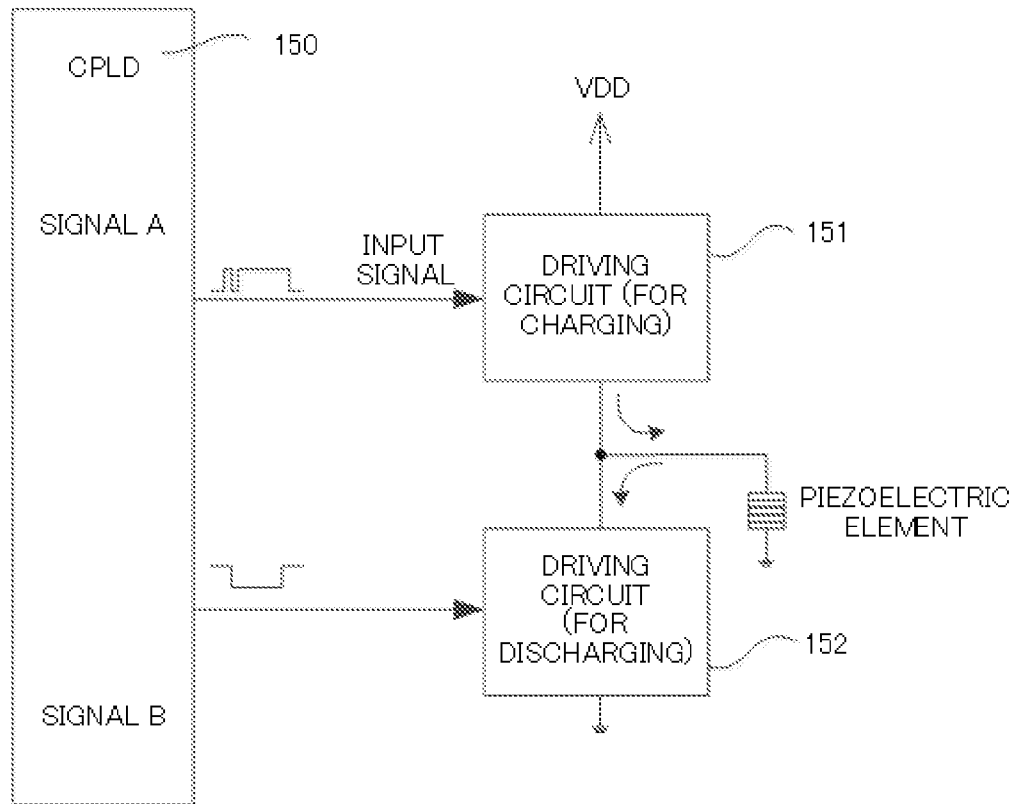 150
CPLD
VDD
SIGNAL A
INPUT
SIGNAL
DRIVING
CIRCUIT (FOR
CHARGING)
151
PIEZOELECTRIC
ELEMENT
DRIVING
CIRCUIT
(FOR
DISCHARGING)
152
SIGNAL B